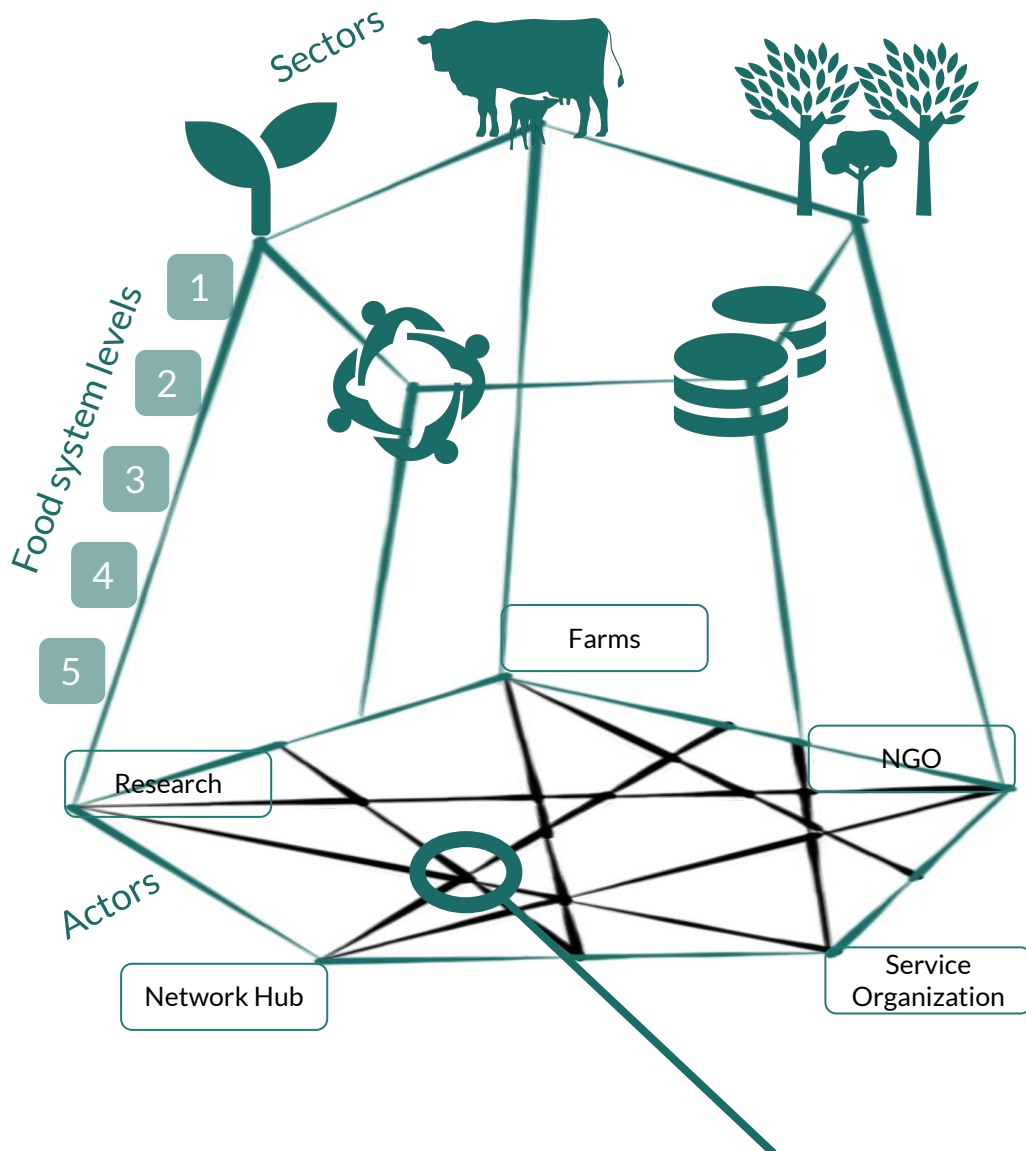 Sectors
Food system levels
1
2
3
4
5
Farms
NGO
Research
Actors
Network Hub
Service
Organization